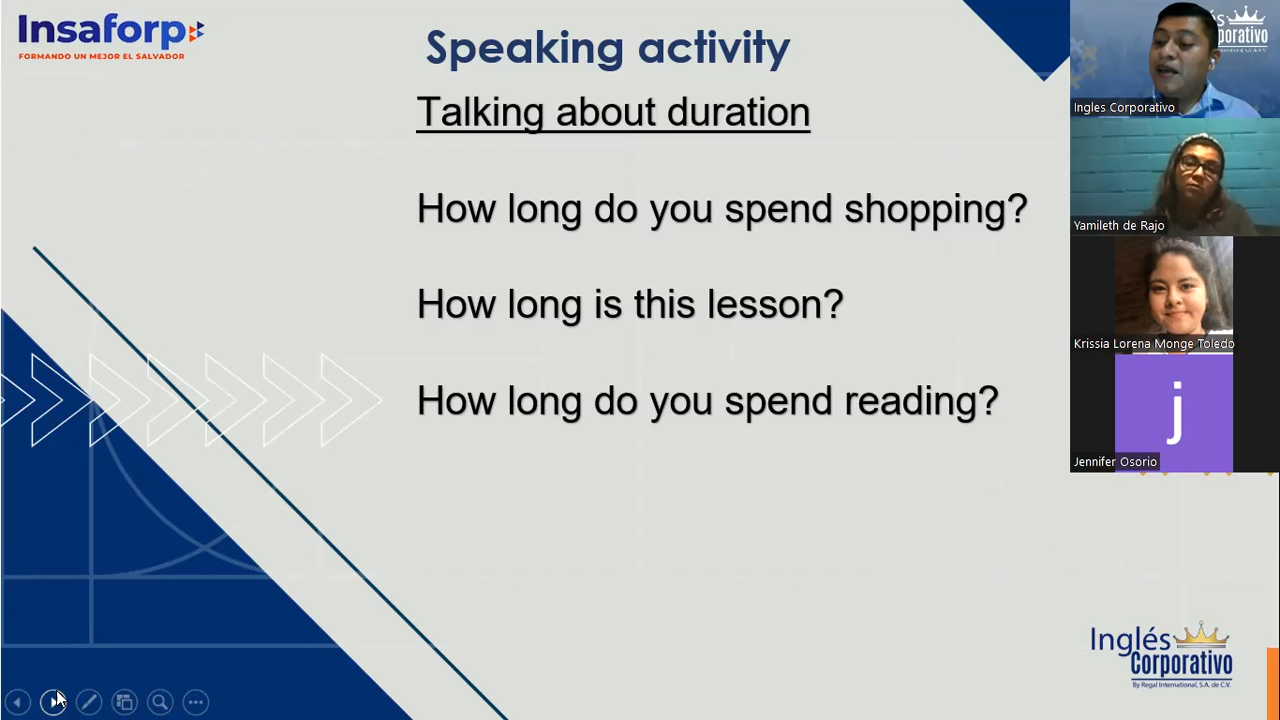 Insaforp
FORMANDO UN MEJOR EL SALVADOR
Speaking activity
Talking about duration
How long do you spend shopping?
How long is this lesson?
How long do you spend reading?
Ingles Corporativo
Yamileth de Rajo
Krissia Lorena Monge Toledo
j
Jennifer Osorio
Inglés
Corporativo
By Regal International, S.A. de C.V.